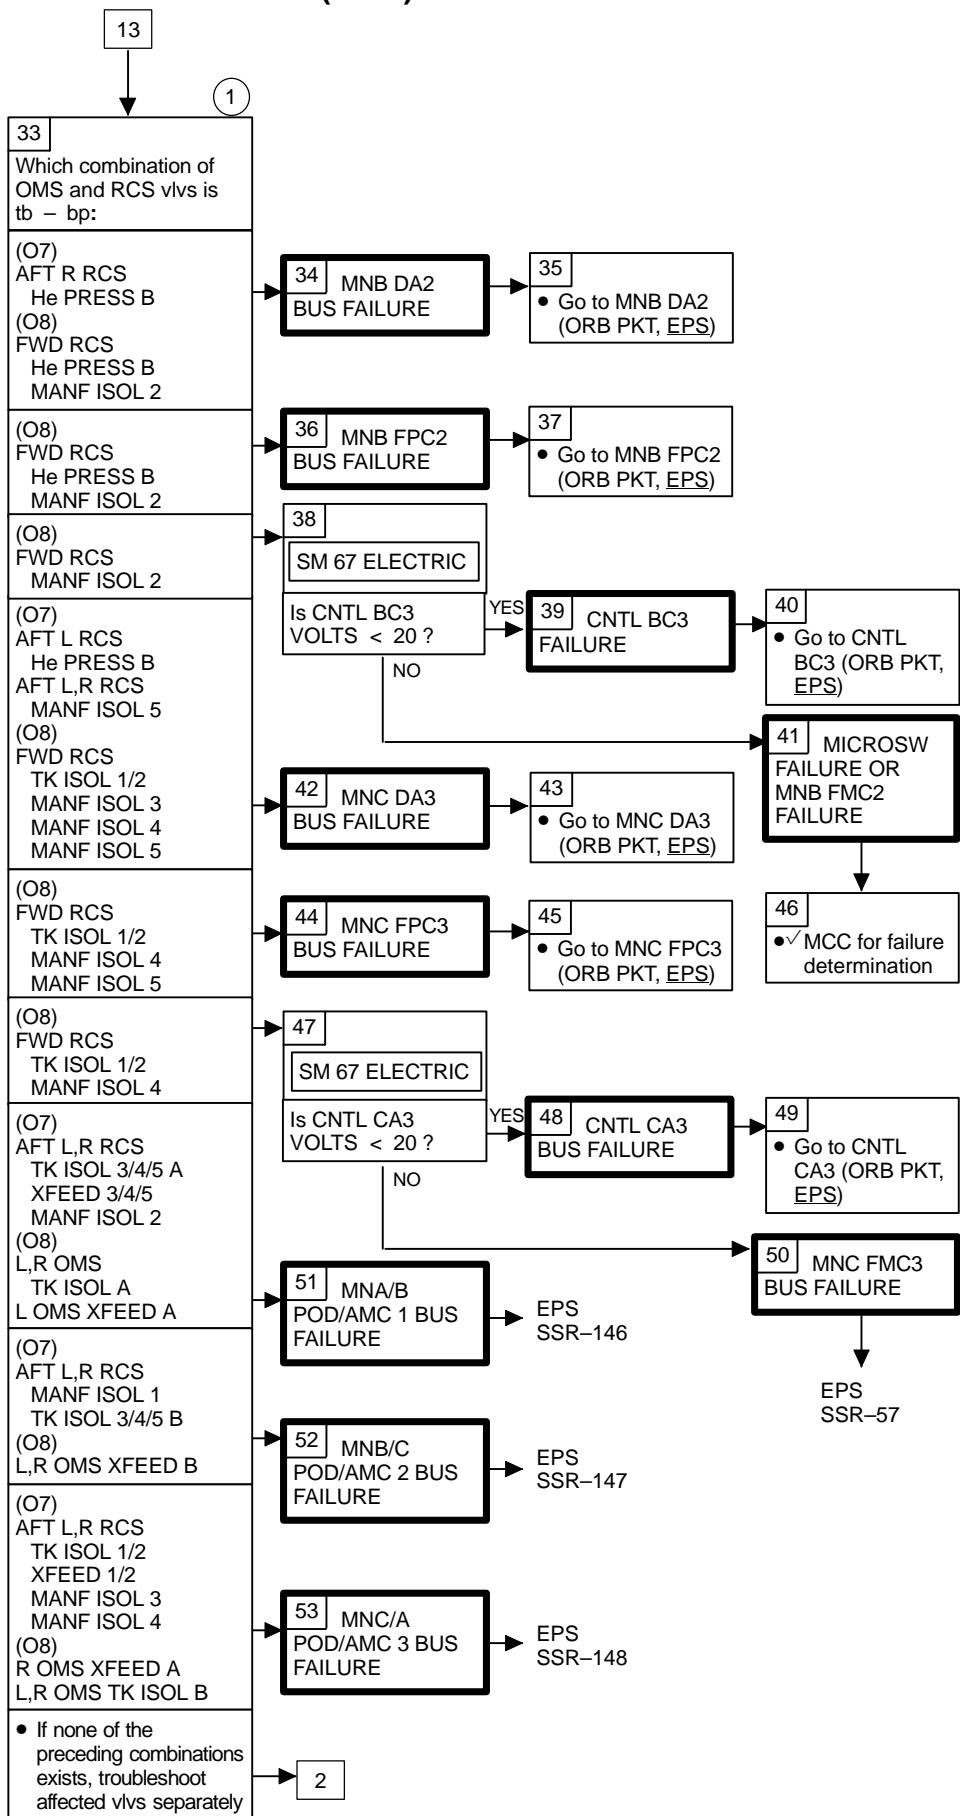 13
1
33
Which combination of
OMS and RCS vlvs is
tb – bp:
(O7)
AFT R RCS
He PRESS B
(O8)
FWD RCS
He PRESS B
MANF ISOL 2
34 MNB DA2
BUS FAILURE
35
• Go to MNB DA2
(ORB PKT, EPS)
(O8)
FWD RCS
He PRESS B
MANF ISOL 2
36 MNB FPC2
BUS FAILURE
37
• Go to MNB FPC2
(ORB PKT, EPS)
(O8)
FWD RCS
MANF ISOL 2
38
SM 67 ELECTRIC
Is CNTL BC3
VOLTS < 20 ?
YES
NO
39 CNTL BC3
FAILURE
40
• Go to CNTL
BC3 (ORB PKT,
EPS)
41 MICROSW
FAILURE OR
MNB FMC2
FAILURE
46
•√ MCC for failure
determination
(O7)
AFT L RCS
He PRESS B
AFT L,R RCS
MANF ISOL 5
(O8)
FWD RCS
TK ISOL 1/2
MANF ISOL 3
MANF ISOL 4
MANF ISOL 5
42 MNC DA3
BUS FAILURE
43
• Go to MNC DA3
(ORB PKT, EPS)
(O8)
FWD RCS
TK ISOL 1/2
MANF ISOL 4
MANF ISOL 5
44 MNC FPC3
BUS FAILURE
45
• Go to MNC FPC3
(ORB PKT, EPS)
(O8)
FWD RCS
TK ISOL 1/2
MANF ISOL 4
47
SM 67 ELECTRIC
Is CNTL CA3
VOLTS < 20 ?
YES
NO
48 CNTL CA3
BUS FAILURE
49
• Go to CNTL
CA3 (ORB PKT,
EPS)
50 MNC FMC3
BUS FAILURE
EPS
SSR–57
(O7)
AFT L,R RCS
TK ISOL 3/4/5 A
XFEED 3/4/5
MANF ISOL 2
(O8)
L,R OMS
TK ISOL A
L OMS XFEED A
51 MNA/B
POD/AMC 1 BUS
FAILURE
EPS
SSR–146
(O7)
AFT L,R RCS
MANF ISOL 1
TK ISOL 3/4/5 B
(O8)
L,R OMS XFEED B
52 MNB/C
POD/AMC 2 BUS
FAILURE
EPS
SSR–147
(O7)
AFT L,R RCS
TK ISOL 1/2
XFEED 1/2
MANF ISOL 3
MANF ISOL 4
(O8)
R OMS XFEED A
L,R OMS TK ISOL B
53 MNC/A
POD/AMC 3 BUS
FAILURE
EPS
SSR–148
• If none of the
preceding combinations
exists, troubleshoot
affected vlvs separately
2